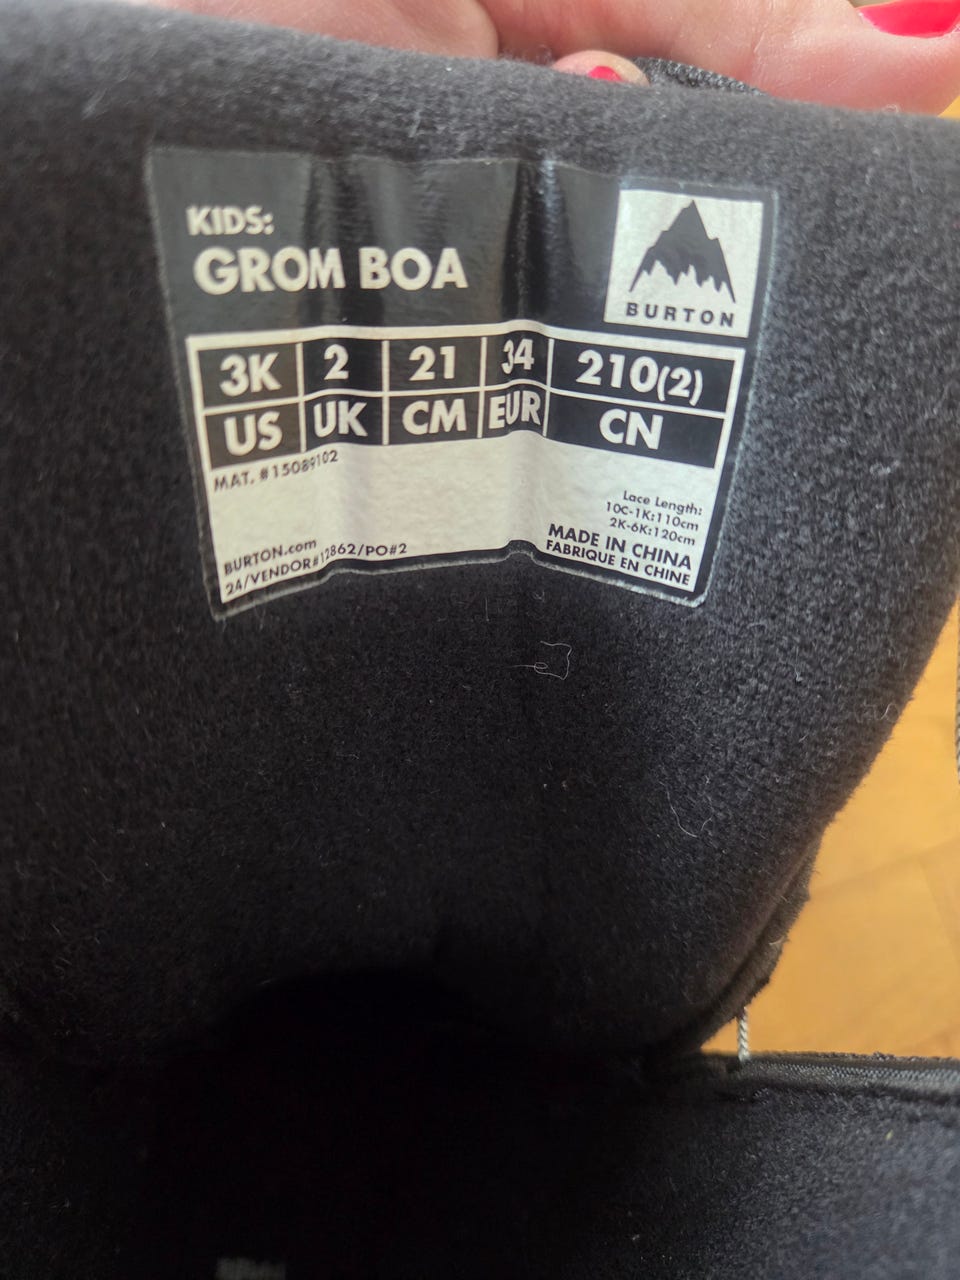 KIDS:
GROM BOA
BURTON
3K 2 21 34 210(2)
US UK CM EUR CN
MAT. #15089102
Lace Length:
10C-1K:110cm
2K-6K:120cm
MADE IN CHINA
FABRIQUE EN CHINE
BURTON.com
24/VENDOR#12862/PO#2